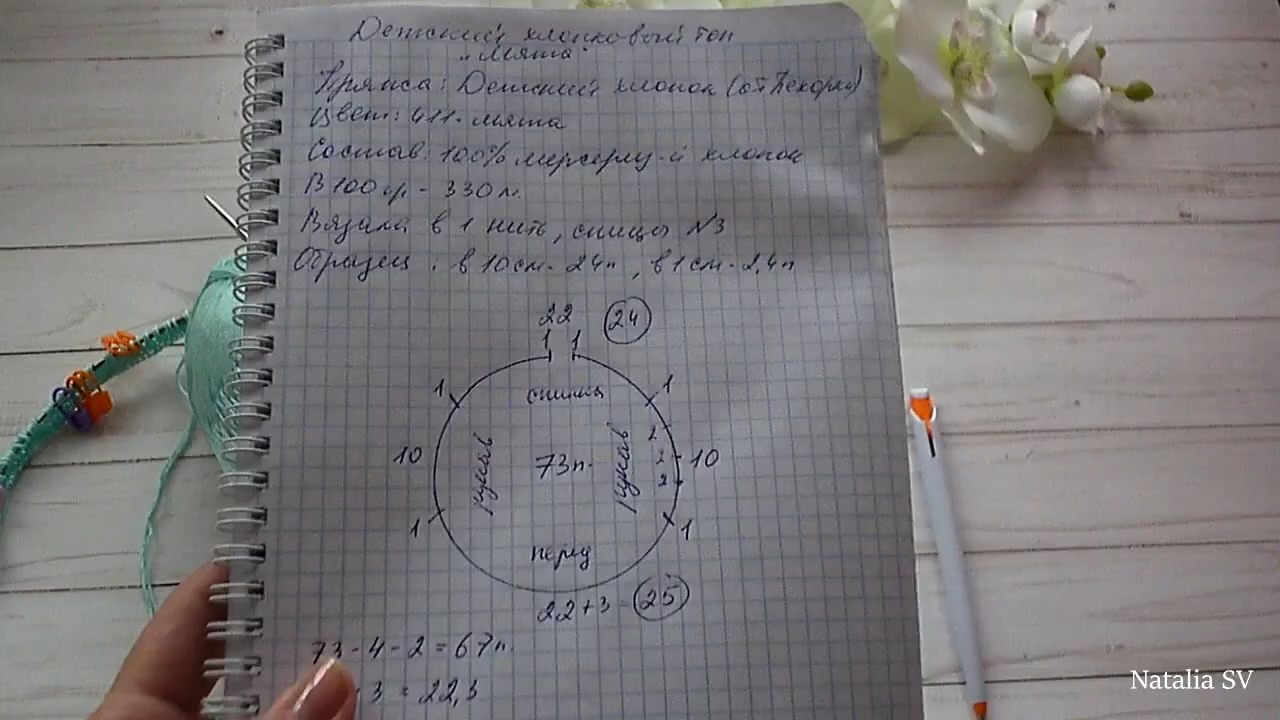 Детский хлопковый топ
"Мята"
Пряжа: Детский хлопок (от Пехорки)
Цвет: 411-мята
Состав: 100% мерсериз-й хлопок
В 100 гр - 330 м.
Вязала в 1 нить, спицы №3
Образец: в 10 см - 24 п, в 1 см - 2,4 п
22 24
1 1
1 спинка 1
2
10 рукав 73 п. рукав 2 10
2
1 1
перед
22+3 25
73-4-2=67 п.
3 = 22,3
Natalia SV